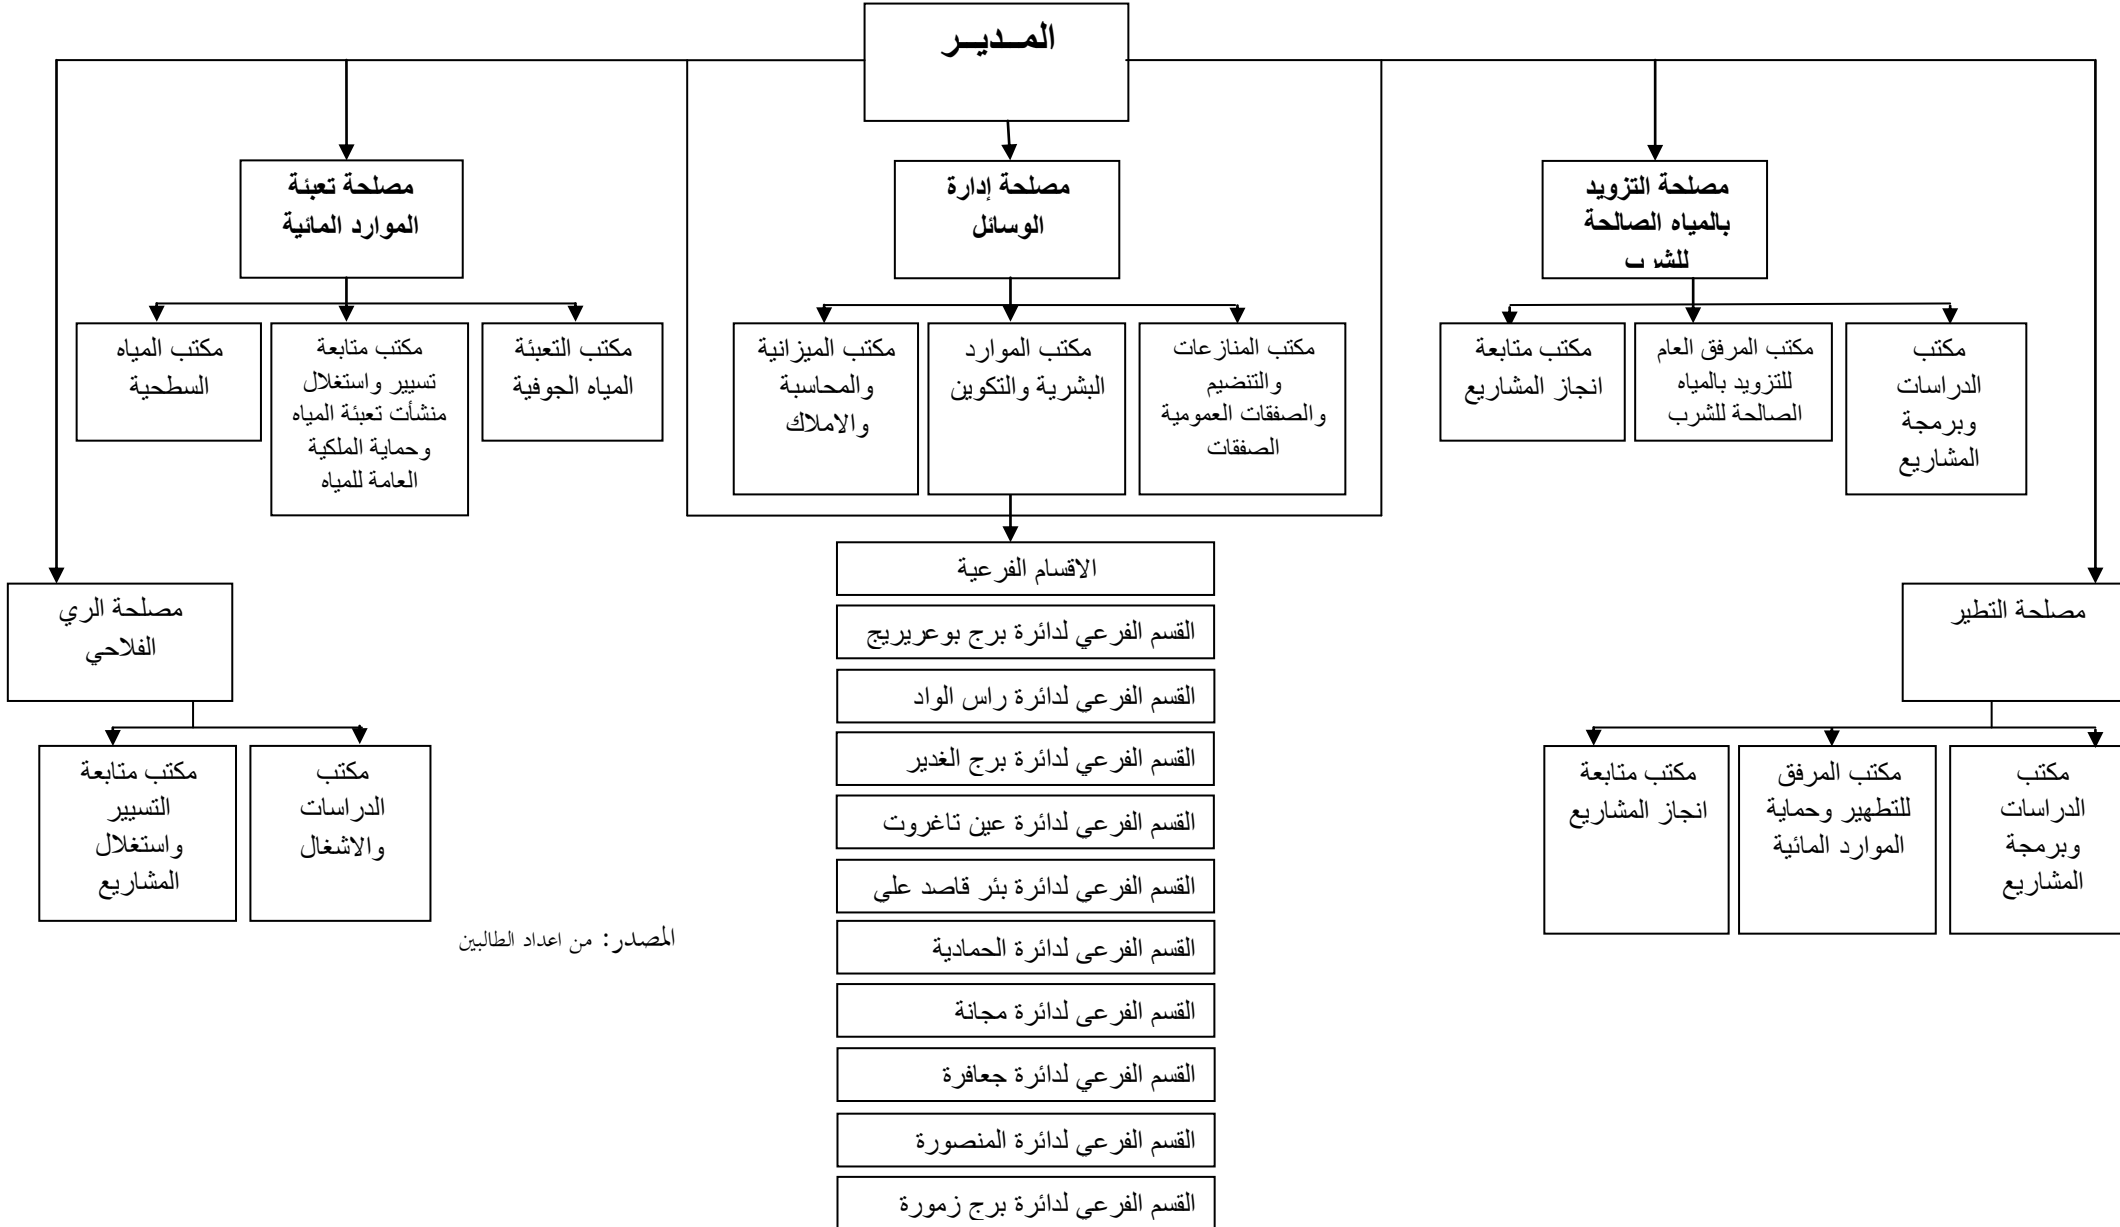 المــديــر
مصلحة التزويد
بالمياه الصالحة
للشرب
مصلحة إدارة
الوسائل
مصلحة تعبئة
الموارد المائية
مكتب
الدراسات
وبرمجة
المشاريع
مكتب المرفق العام
للتزويد بالمياه
الصالحة للشرب
مكتب متابعة
انجاز المشاريع
مكتب المنازعات
والتنضيم
والصفقات العمومية
الصفقات
مكتب الموارد
البشرية والتكوين
مكتب الميزانية
والمحاسبة
والاملاك
مكتب التعبئة
المياه الجوفية
مكتب متابعة
تسيير واستغلال
منشأت تعبئة المياه
وحماية الملكية
العامة للمياه
مكتب المياه
السطحية
الاقسام الفرعية
القسم الفرعي لدائرة برج بوعريريج
القسم الفرعي لدائرة راس الواد
القسم الفرعي لدائرة برج الغدير
القسم الفرعي لدائرة عين تاغروت
القسم الفرعي لدائرة بئر قاصد علي
القسم الفرعي لدائرة الحمادية
القسم الفرعي لدائرة مجانة
القسم الفرعي لدائرة جعافرة
القسم الفرعي لدائرة المنصورة
القسم الفرعي لدائرة برج زمورة
مصلحة التطير
مكتب
الدراسات
وبرمجة
المشاريع
مكتب المرفق
للتطهير وحماية
الموارد المائية
مكتب متابعة
انجاز المشاريع
مصلحة الري
الفلاحي
مكتب
الدراسات
والاشغال
مكتب متابعة
التسيير
واستغلال
المشاريع
المصدر: من اعداد الطالبين